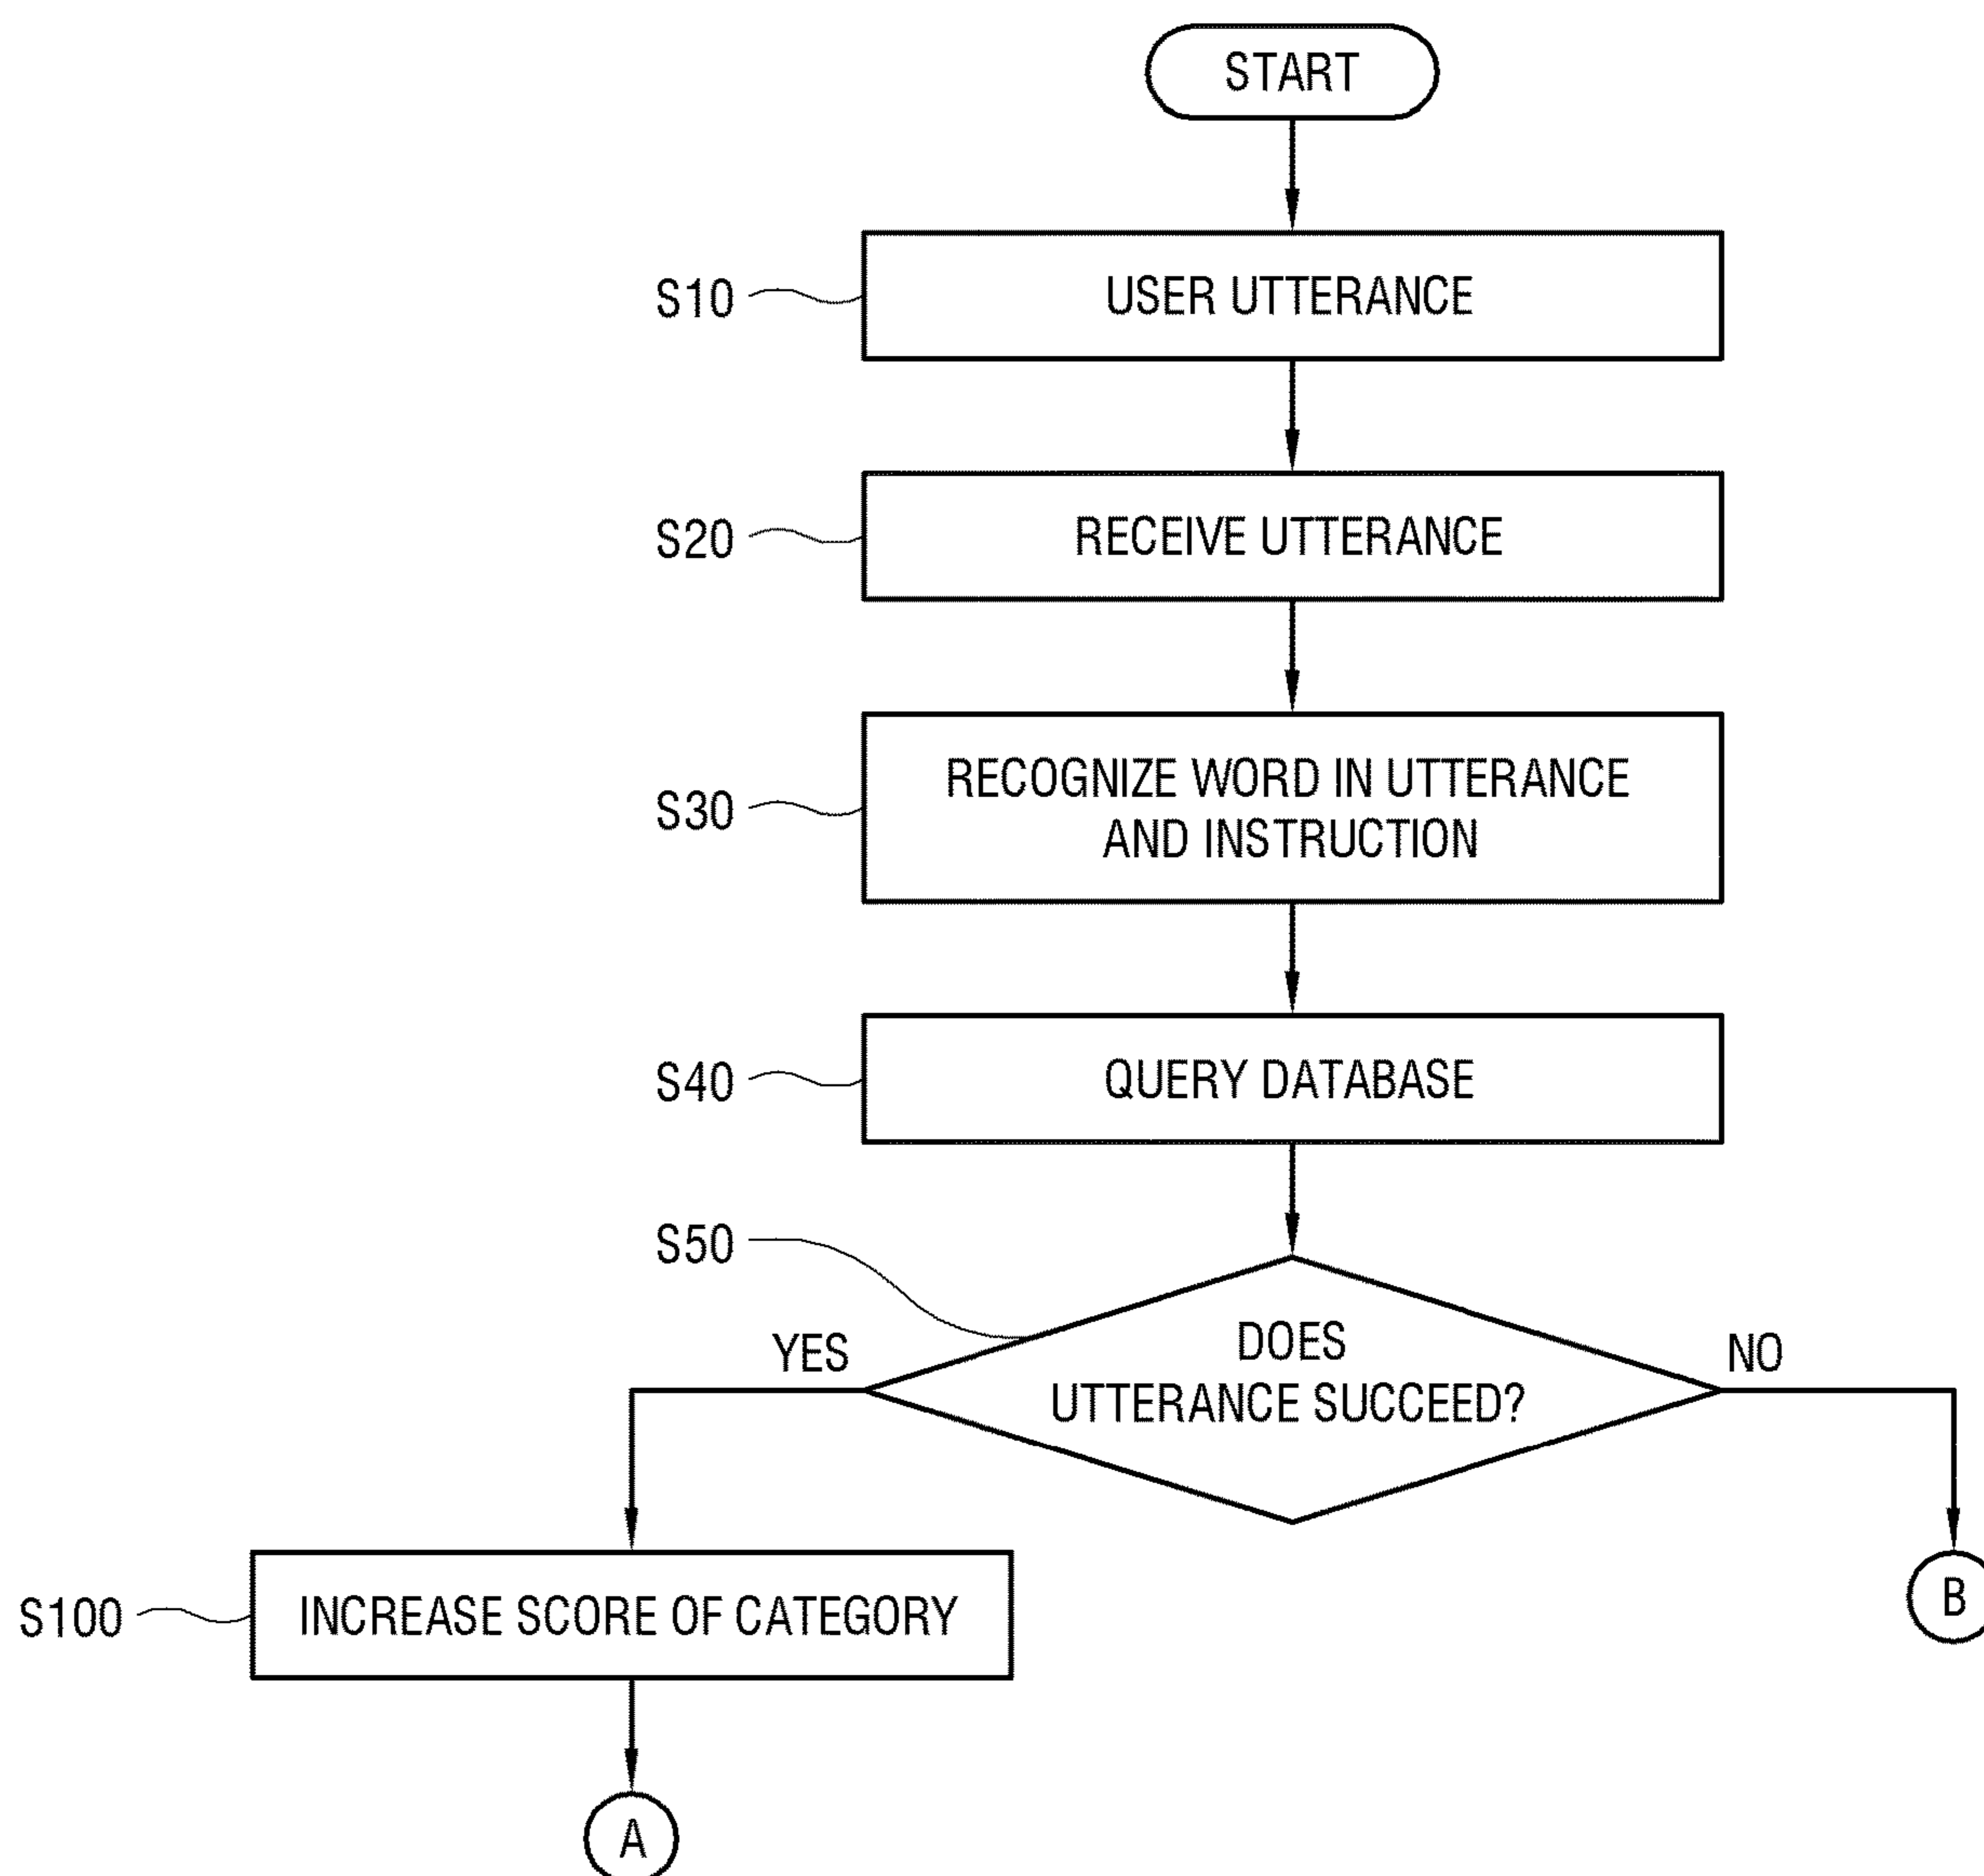 START
S10
USER UTTERANCE
S20
RECEIVE UTTERANCE
S30
RECOGNIZE WORD IN UTTERANCE
AND INSTRUCTION
S40
QUERY DATABASE
S50
YES
DOES
UTTERANCE SUCCEED?
NO
S100
INCREASE SCORE OF CATEGORY
B
A